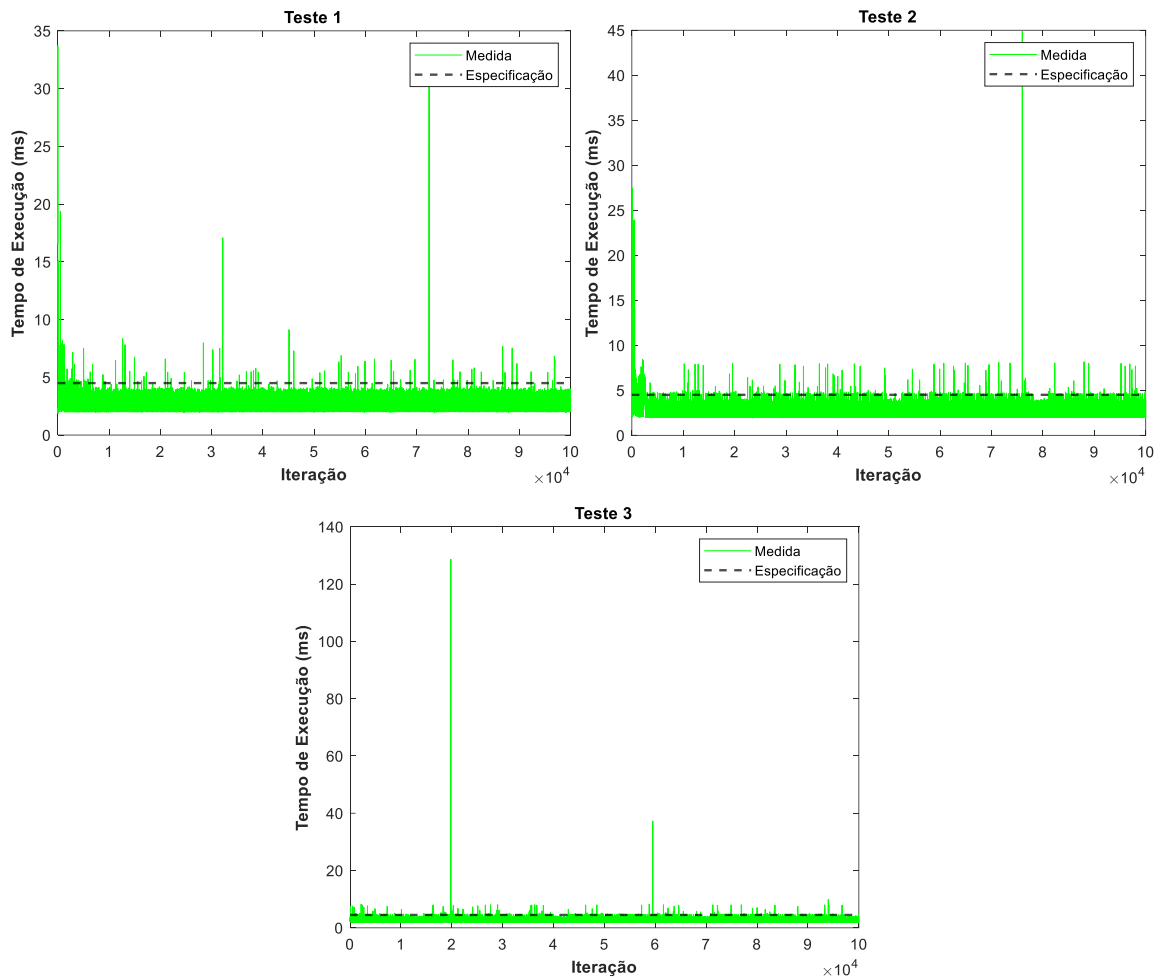 Teste 1
35
30
25
20
15
10
5
0
Tempo de Execução (ms)
Medida
Especificação
0 1 2 3 4 5 6 7 8 9 10
Iteração
×10^4
Teste 2
45
40
35
30
25
20
15
10
5
0
Tempo de Execução (ms)
Medida
Especificação
0 1 2 3 4 5 6 7 8 9 10
Iteração
×10^4
Teste 3
140
120
100
80
60
40
20
0
Tempo de Execução (ms)
Medida
Especificação
0 1 2 3 4 5 6 7 8 9 10
Iteração
×10^4